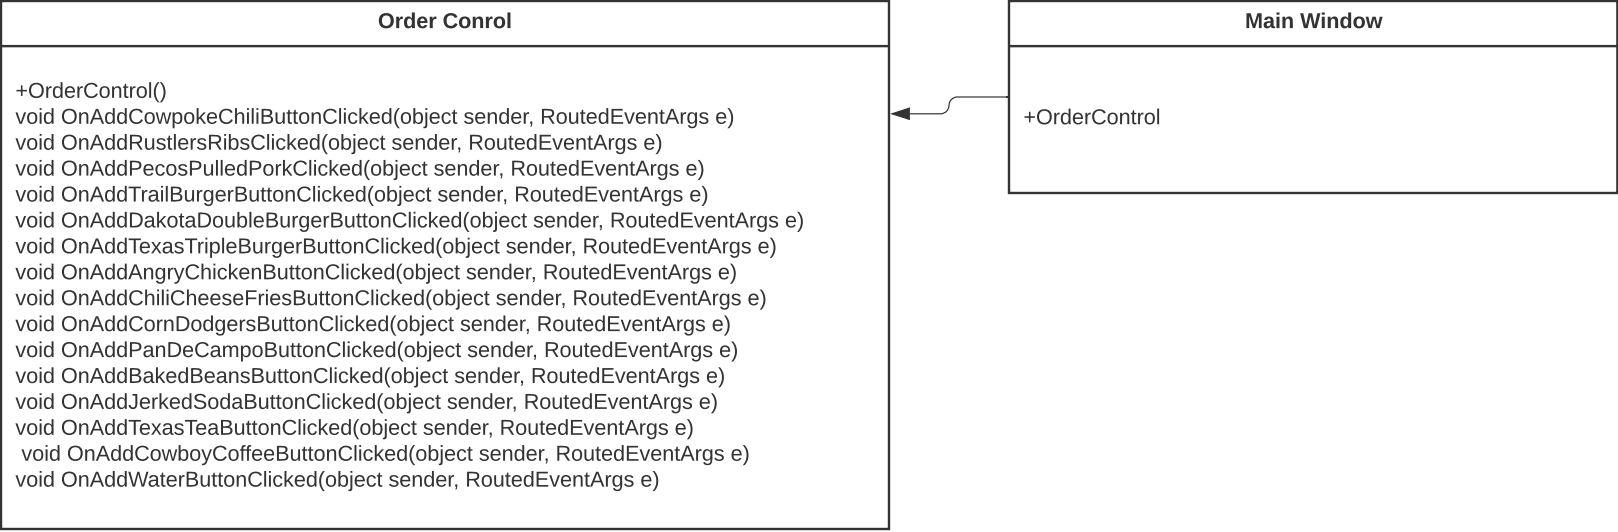 Order Conrol
+OrderControl()
void OnAddCowpokeChiliButtonClicked(object sender, RoutedEventArgs e)
void OnAddRustlersRibsClicked(object sender, RoutedEventArgs e)
void OnAddPecosPulledPorkClicked(object sender, RoutedEventArgs e)
void OnAddTrailBurgerButtonClicked(object sender, RoutedEventArgs e)
void OnAddDakotaDoubleBurgerButtonClicked(object sender, RoutedEventArgs e)
void OnAddTexasTripleBurgerButtonClicked(object sender, RoutedEventArgs e)
void OnAddAngryChickenButtonClicked(object sender, RoutedEventArgs e)
void OnAddChiliCheeseFriesButtonClicked(object sender, RoutedEventArgs e)
void OnAddCornDodgersButtonClicked(object sender, RoutedEventArgs e)
void OnAddPanDeCampoButtonClicked(object sender, RoutedEventArgs e)
void OnAddBakedBeansButtonClicked(object sender, RoutedEventArgs e)
void OnAddJerkedSodaButtonClicked(object sender, RoutedEventArgs e)
void OnAddTexasTeaButtonClicked(object sender, RoutedEventArgs e)
void OnAddCowboyCoffeeButtonClicked(object sender, RoutedEventArgs e)
void OnAddWaterButtonClicked(object sender, RoutedEventArgs e)
Main Window
+OrderControl